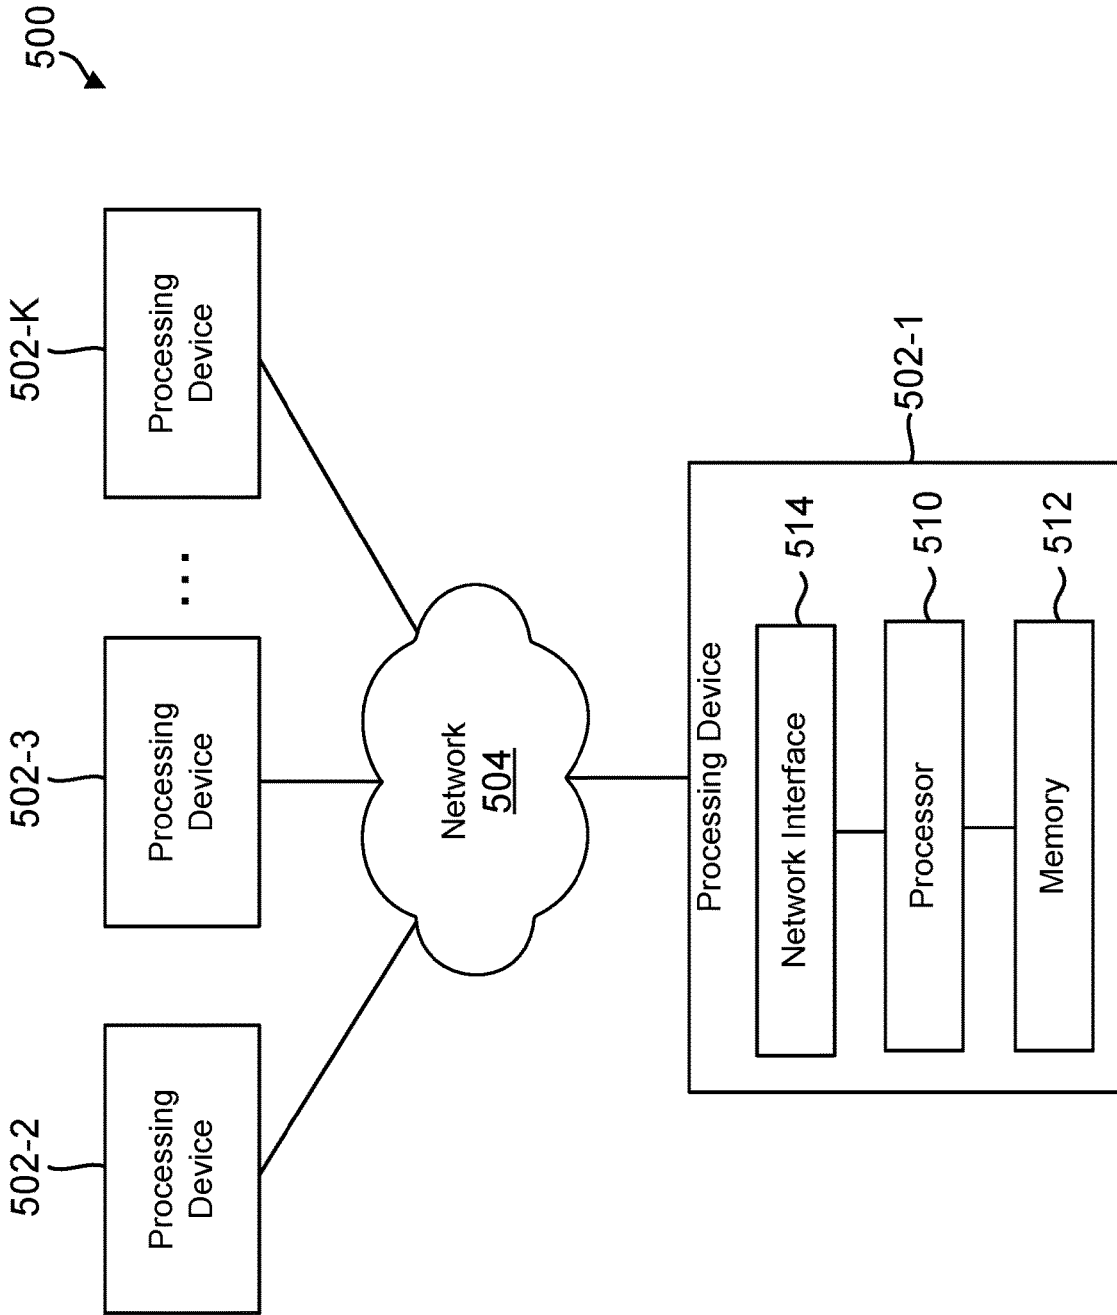 500
502-2
502-3
502-K
Processing
Device
Processing
Device
...
Processing
Device
Network
504
502-1
Processing Device
Network Interface
514
Processor
510
Memory
512